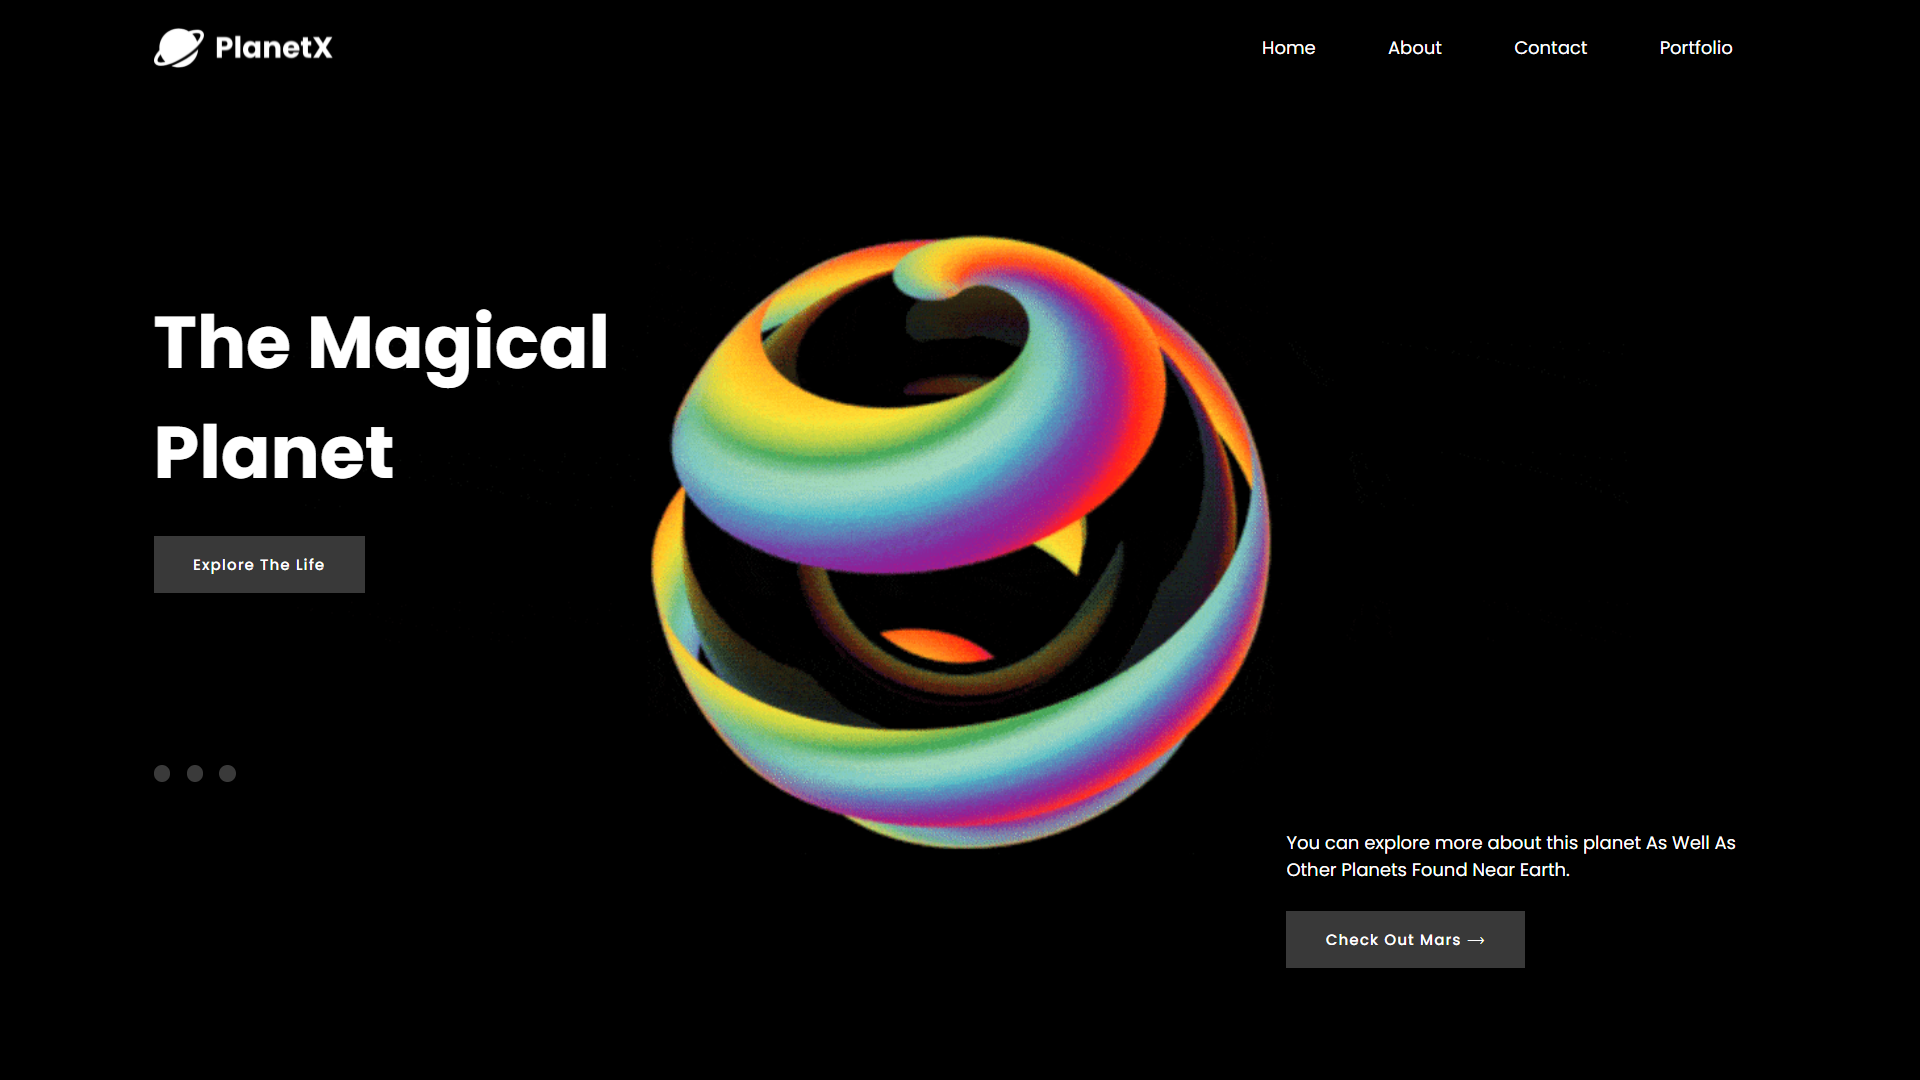 PlanetX
Home
About
Contact
Portfolio
The Magical
Planet
Explore The Life
You can explore more about this planet As Well As
Other Planets Found Near Earth.
Check Out Mars →